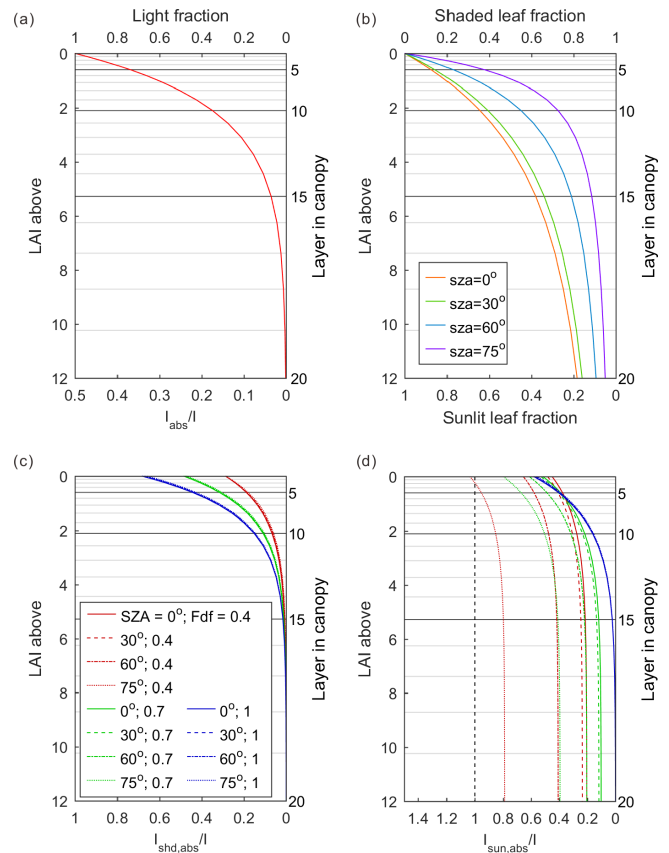 (a)
Light fraction
0 0.2 0.4 0.6 0.8 1
0
2
4
6
8
10
12
LAI above
5
10
15
20
Layer in canopy
0.5 0.4 0.3 0.2 0.1 0
I_abs/I
(b)
Shaded leaf fraction
0 0.2 0.4 0.6 0.8 1
0
2
4
6
8
10
12
LAI above
sza=0°
sza=30°
sza=60°
sza=75°
5
10
15
20
Layer in canopy
1 0.8 0.6 0.4 0.2 0
Sunlit leaf fraction
(c)
0
2
4
6
8
10
12
LAI above
SZA = 0°; Fdf = 0.4
30°; 0.4
60°; 0.4
75°; 0.4
0°; 0.7 0°; 1
30°; 0.7 30°; 1
60°; 0.7 60°; 1
75°; 0.7 75°; 1
5
10
15
20
Layer in canopy
1 0.8 0.6 0.4 0.2 0
I_shd,abs/I
(d)
0
2
4
6
8
10
12
LAI above
5
10
15
20
Layer in canopy
1.4 1.2 1 0.8 0.6 0.4 0.2 0
I_sun,abs/I